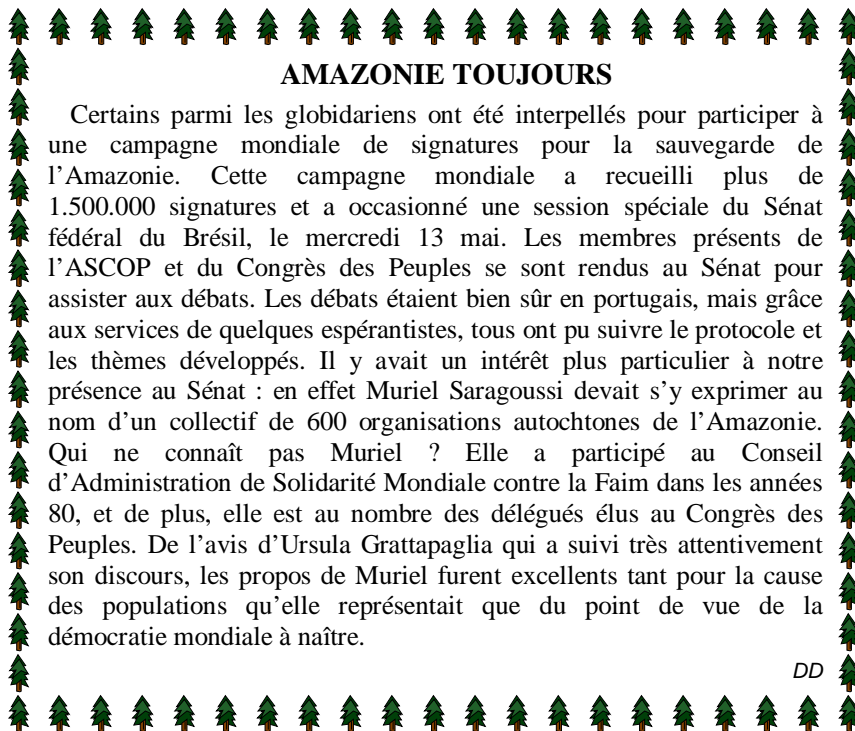 AMAZONIE TOUJOURS
Certains parmi les globidariens ont été interpellés pour participer à
une campagne mondiale de signatures pour la sauvegarde de
l’Amazonie. Cette campagne mondiale a recueilli plus de
1.500.000 signatures et a occasionné une session spéciale du Sénat
fédéral du Brésil, le mercredi 13 mai. Les membres présents de
l’ASCOP et du Congrès des Peuples se sont rendus au Sénat pour
assister aux débats. Les débats étaient bien sûr en portugais, mais grâce
aux services de quelques espérantistes, tous ont pu suivre le protocole et
les thèmes développés. Il y avait un intérêt plus particulier à notre
présence au Sénat : en effet Muriel Saragoussi devait s’y exprimer au
nom d’un collectif de 600 organisations autochtones de l’Amazonie.
Qui ne connaît pas Muriel ? Elle a participé au Conseil
d’Administration de Solidarité Mondiale contre la Faim dans les années
80, et de plus, elle est au nombre des délégués élus au Congrès des
Peuples. De l’avis d’Ursula Grattapaglia qui a suivi très attentivement
son discours, les propos de Muriel furent excellents tant pour la cause
des populations qu’elle représentait que du point de vue de la
démocratie mondiale à naître.
DD